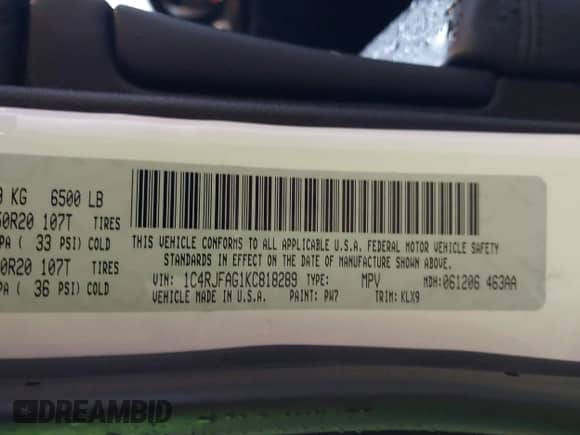 KG 6500 LB
50R20 107T TIRES
PA ( 33 PSI) COLD
0R20 107T TIRES
PA ( 36 PSI) COLD
THIS VEHICLE CONFORMS TO ALL APPLICABLE U.S.A. FEDERAL MOTOR VEHICLE SAFETY
STANDARDS IN EFFECT ON THE DATE OF MANUFACTURE SHOWN ABOVE.
VIN: 1C4RJFAG1KC818289 TYPE: MPV MDH: 061206 463AA
VEHICLE MADE IN U.S.A. PAINT: PW7 TRIM: KLX9
DREAMBID